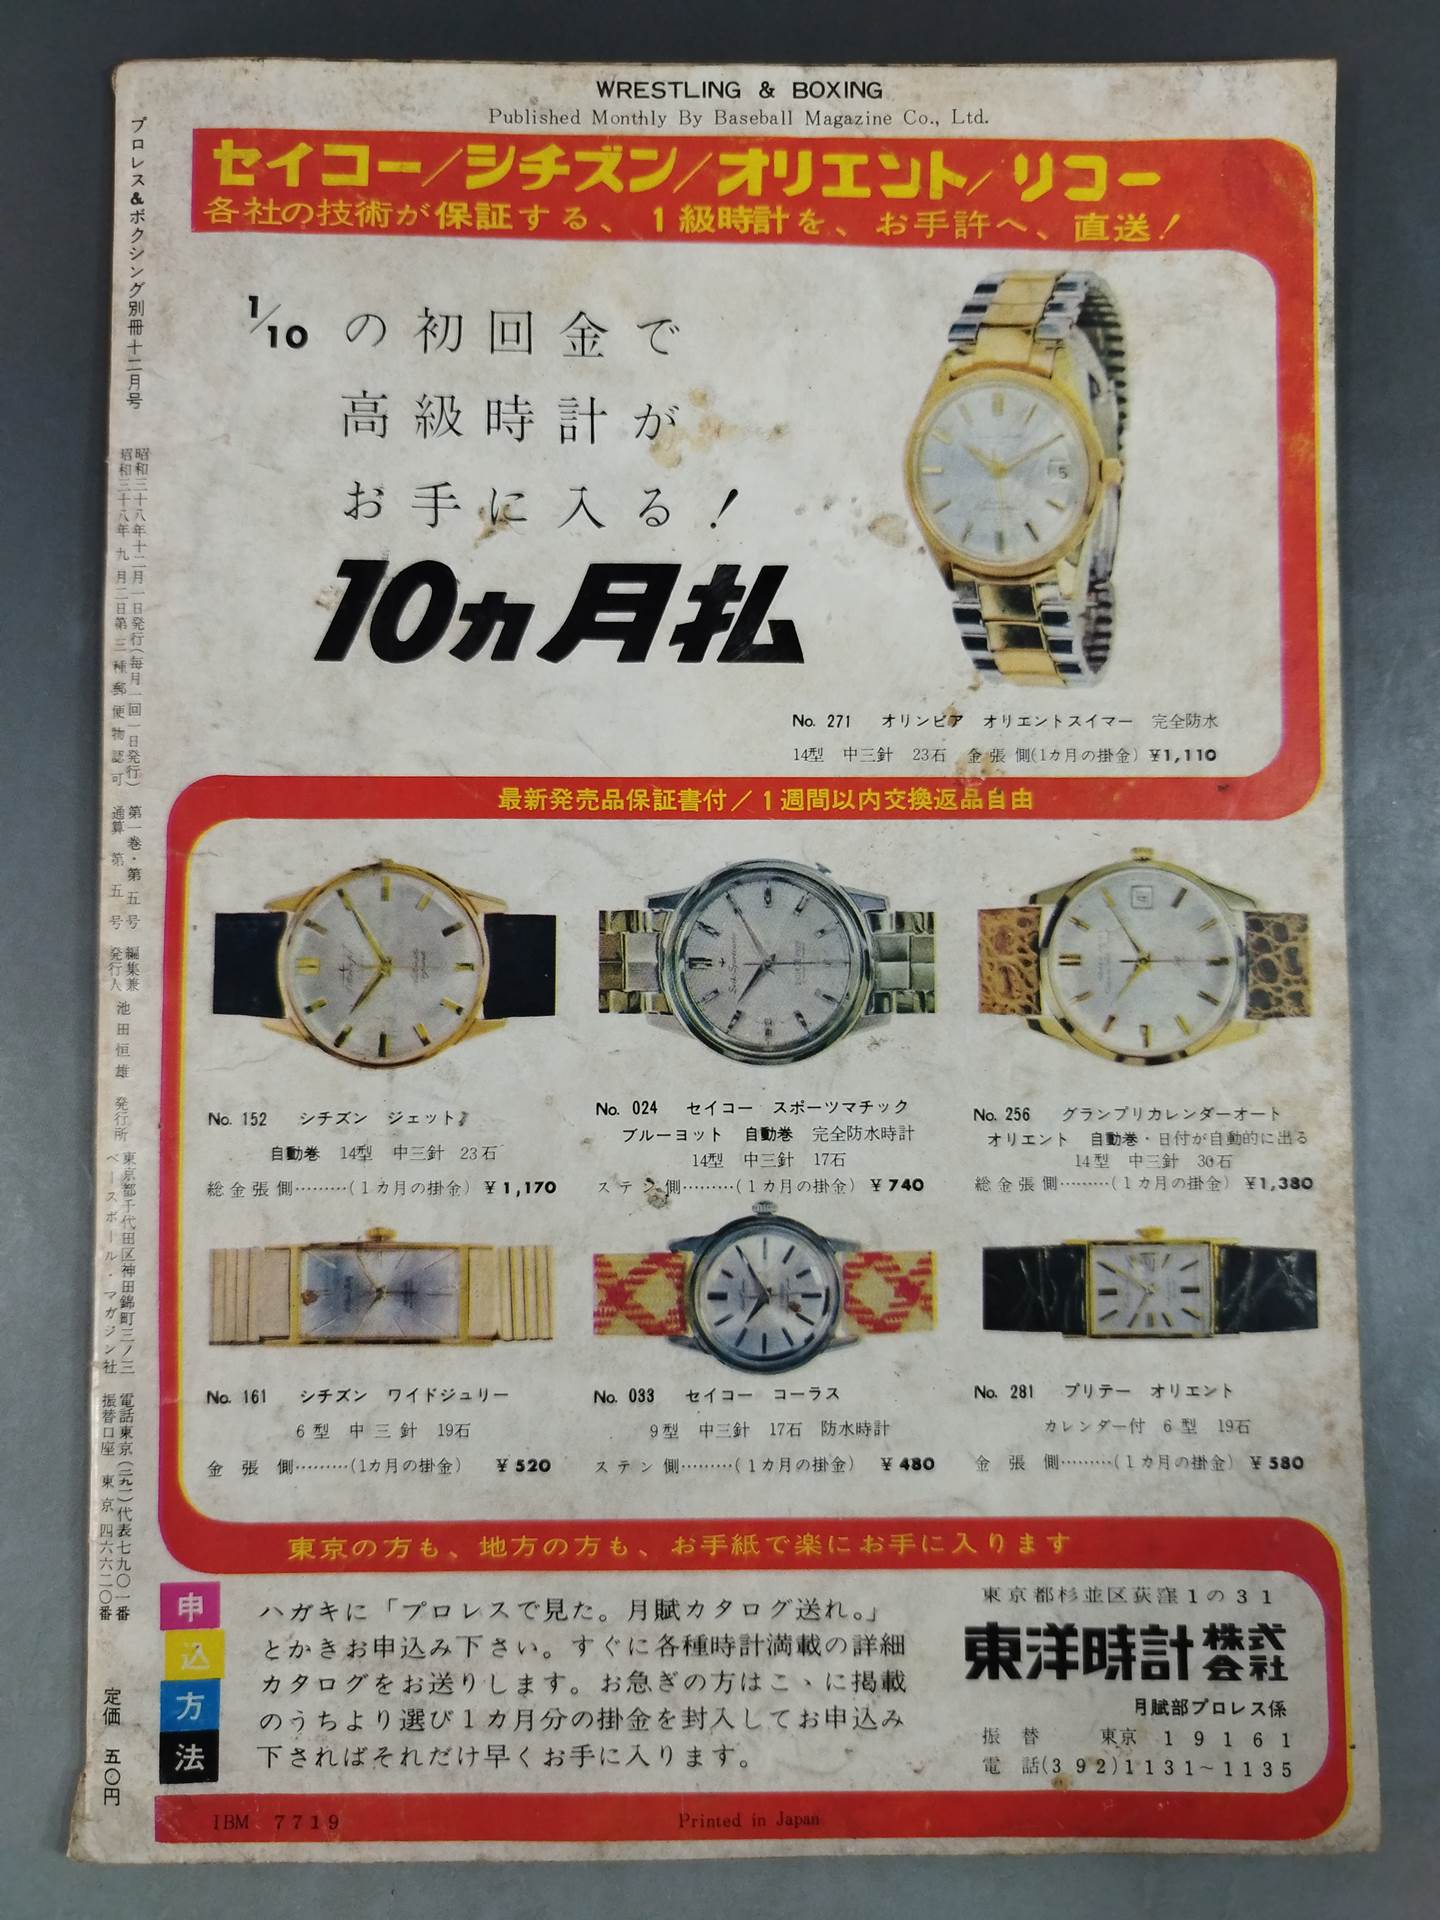 WRESTLING & BOXING
Published Monthly By Baseball Magazine Co., Ltd.
セイコー/シチズン/オリエント/リコー
各社の技術が保証する、1級時計を、お手許へ、直送!
1/10の初回金で
高級時計が
お手に入る!
10ヵ月札
No. 271 オリンピア オリエントスイマー 完全防水
14型 中三針 23石 金張側(1カ月の掛金)¥1,110
最新発売品保証書付/1週間以内交換返品自由
No. 152 シチズン ジェット
自動巻 14型 中三針 23石
総金張側………(1カ月の掛金)¥1,170
No. 024 セイコー スポーツマチック
ブルーヨット 自動巻 完全防水時計
14型 中三針 17石
ステン側………(1カ月の掛金)¥740
No. 256 グランプリカレンダーオート
オリエント 自動巻・日付が自動的に出る
14型 中三針 30石
総金張側………(1カ月の掛金)¥1,380
No. 161 シチズン ワイドジュリー
6型 中三針 19石
金張側………(1カ月の掛金) ¥520
No. 033 セイコー コーラス
9型 中三針 17石 防水時計
ステン側………(1カ月の掛金) ¥480
No. 281 プリテー オリエント
カレンダー付 6型 19石
金張側………(1カ月の掛金)¥580
東京の方も、地方の方も、お手紙で楽にお手に入ります
申込方法
ハガキに「プロレスで見た。月賦カタログ送れ。」
とかきお申込み下さい。すぐに各種時計満載の詳細
カタログをお送りします。お急ぎの方はこゝに掲載
のうちより選び1カ月分の掛金を封入してお申込み
下さればそれだけ早くお手に入ります。
東京都杉並区荻窪1の31
東洋時計株式会社
月賦部プロレス係
振替 東京 19161
電話(392)1131~1135
IBM 7719
Printed in Japan
プロレス&ボクシング別冊十二月号
昭和三十八年十二月一日発行(毎月一回一日発行)
昭和三十八年九月二日第三種郵便物認可
第一巻・第五号
通算第五号
編集兼
発行人 池田恒雄
発行所 東京都千代田区神田錦町三ノ三
ベースボール・マガジン社
電話東京(二九一)代表七九〇一番
振替口座 東京 四六六二〇番
定価 五〇円